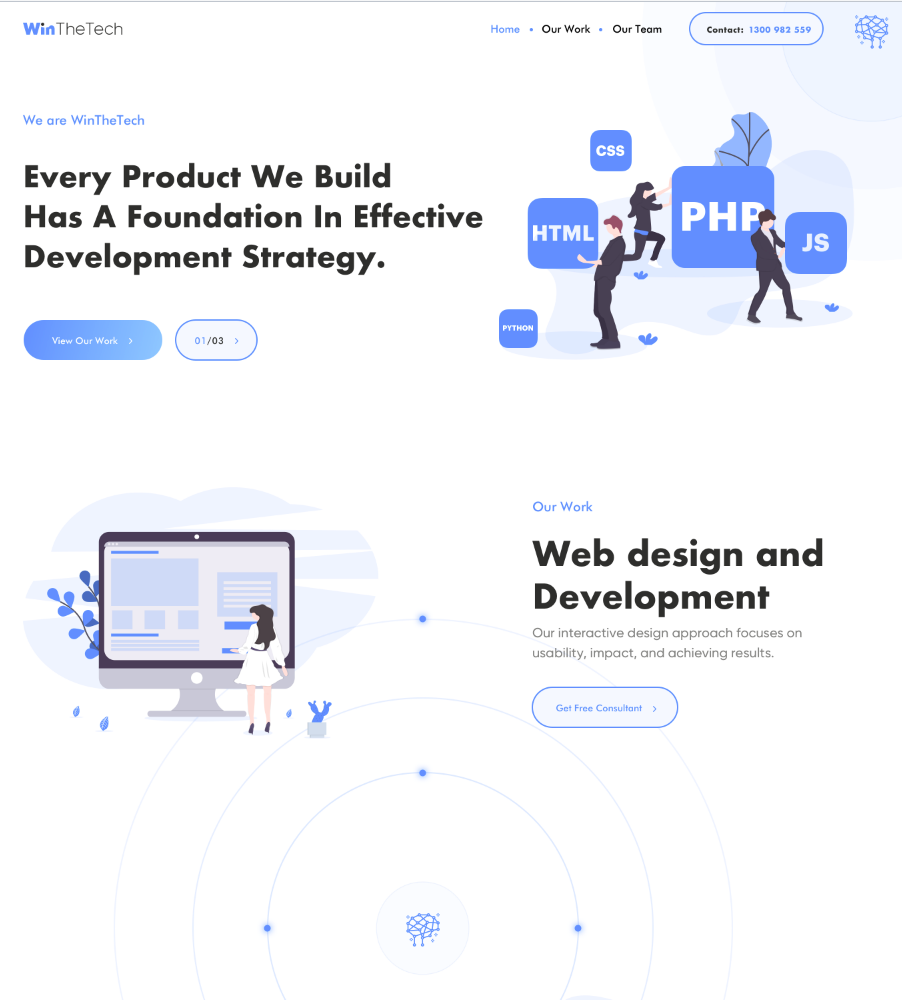 WinTheTech
Home • Our Work • Our Team
Contact: 1300 982 559
We are WinTheTech
Every Product We Build
Has A Foundation In Effective
Development Strategy.
View Our Work >
01/03 >
CSS
HTML
PHP
JS
PYTHON
Our Work
Web design and
Development
Our interactive design approach focuses on
usability, impact, and achieving results.
Get Free Consultant >